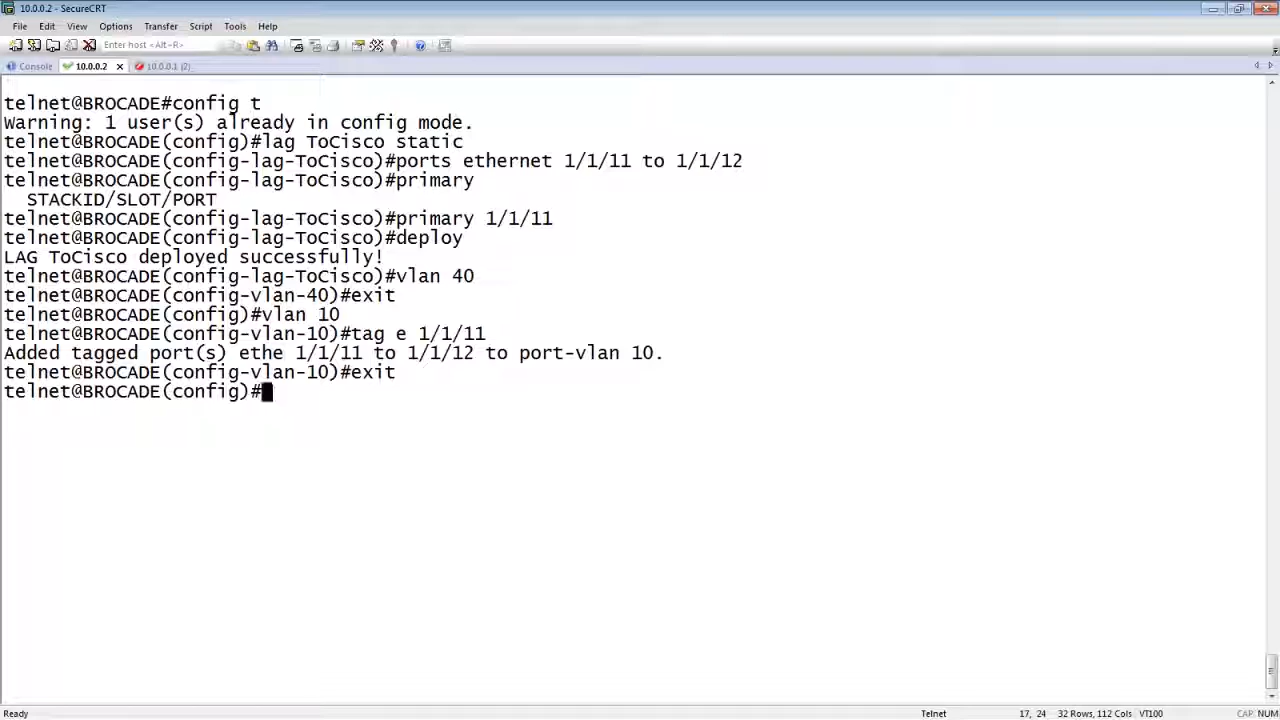 10.0.0.2 - SecureCRT
File Edit View Options Transfer Script Tools Help
Enter host <Alt+R>
Console 10.0.0.2 x 10.0.0.1 (2)
telnet@BROCADE#config t
Warning: 1 user(s) already in config mode.
telnet@BROCADE(config)#lag ToCisco static
telnet@BROCADE(config-lag-ToCisco)#ports ethernet 1/1/11 to 1/1/12
telnet@BROCADE(config-lag-ToCisco)#primary
STACKID/SLOT/PORT
telnet@BROCADE(config-lag-ToCisco)#primary 1/1/11
telnet@BROCADE(config-lag-ToCisco)#deploy
LAG ToCisco deployed successfully!
telnet@BROCADE(config-lag-ToCisco)#vlan 40
telnet@BROCADE(config-vlan-40)#exit
telnet@BROCADE(config)#vlan 10
telnet@BROCADE(config-vlan-10)#tag e 1/1/11
Added tagged port(s) ethe 1/1/11 to 1/1/12 to port-vlan 10.
telnet@BROCADE(config-vlan-10)#exit
telnet@BROCADE(config)#
Ready Telnet 17, 24 32 Rows, 112 Cols VT100 CAP NUM